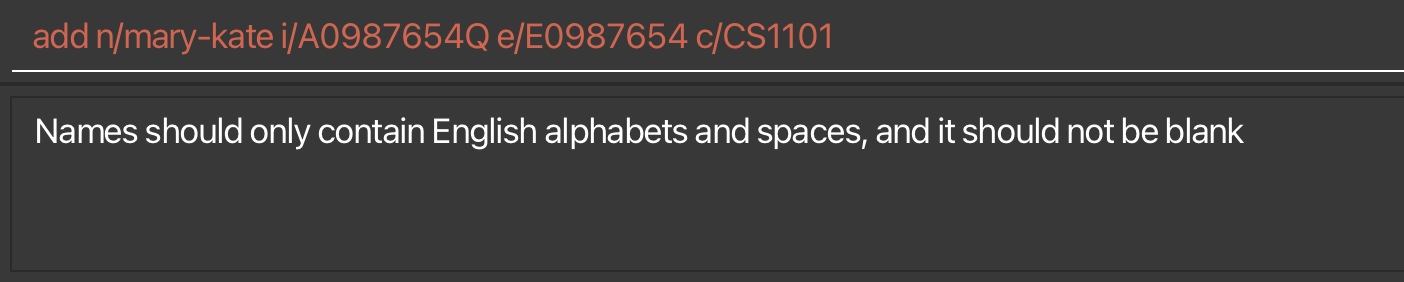 add n/mary-kate i/A0987654Q e/E0987654 c/CS1101
Names should only contain English alphabets and spaces, and it should not be blank